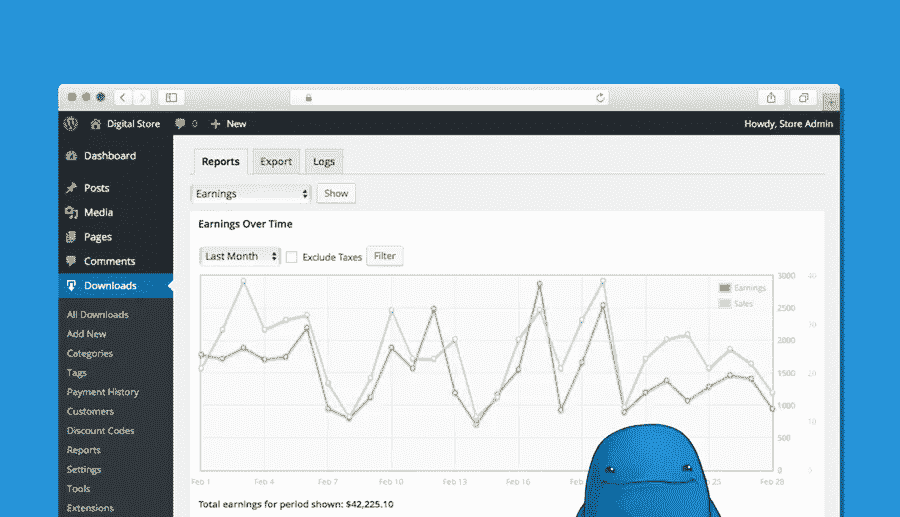 Digital Store 0 + New Howdy, Store Admin
Dashboard
Posts
Media
Pages
Comments
Downloads
All Downloads
Add New
Categories
Tags
Payment History
Customers
Discount Codes
Reports
Settings
Tools
Extensions
Reports Export Logs
Earnings Show
Earnings Over Time
Last Month Exclude Taxes Filter
Earnings
Sales
3000 40
2500
2000 30
1500 20
1000 10
500
0 0
Feb 1 Feb 4 Feb 7 Feb 10 Feb 13 Feb 16 Feb 19 25 Feb 28
Total earnings for period shown: $42,225.10